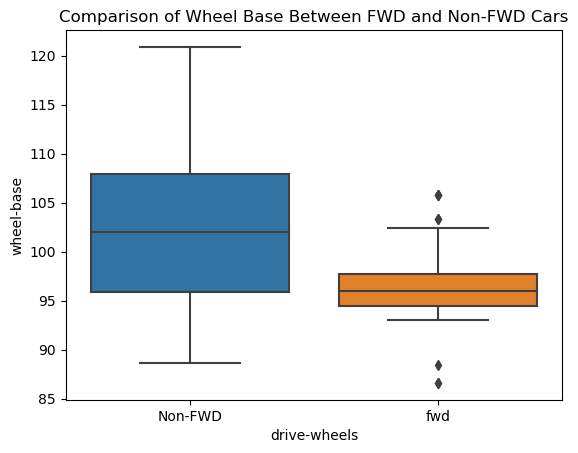 Comparison of Wheel Base Between FWD and Non-FWD Cars
120
115
110
105
100
95
90
85
wheel-base
Non-FWD
fwd
drive-wheels